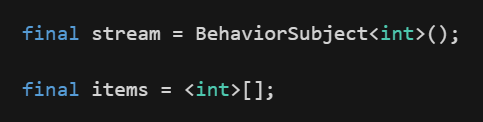 final stream = BehaviorSubject<int>();
final items = <int>[];